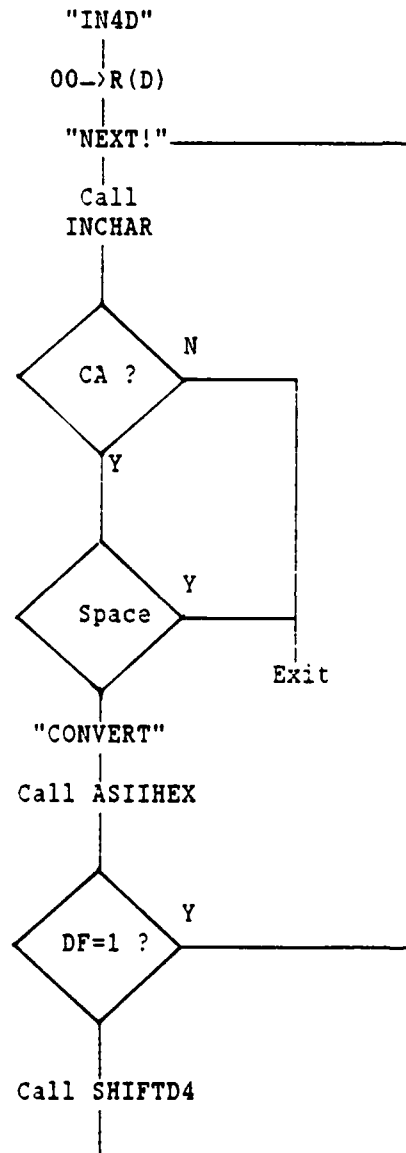 "IN4D"
00->R(D)
"NEXT!"
Call
INCHAR
N
CA ?
Y
Y
Space
Exit
"CONVERT"
Call ASIIHEX
Y
DF=1 ?
Call SHIFTD4